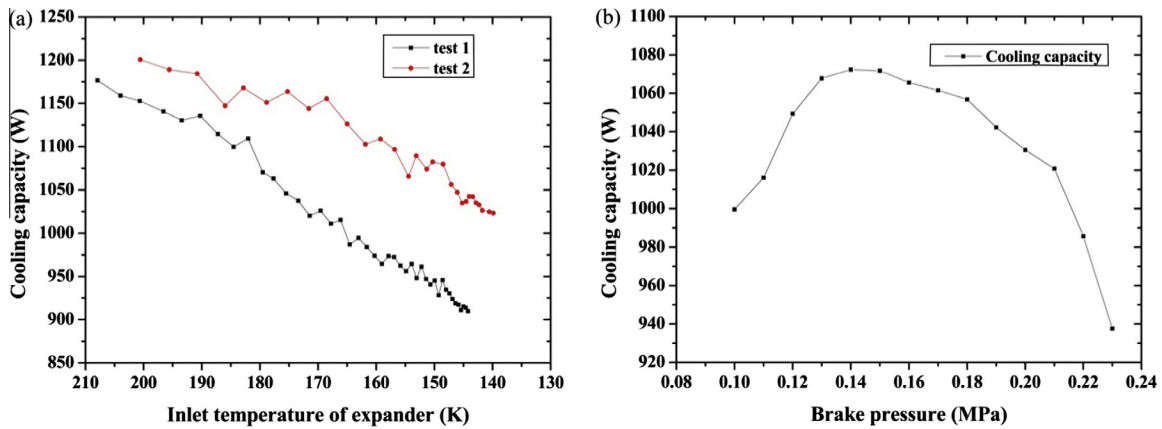 (a)
1250
1200
1150
1100
1050
1000
950
900
850
210 200 190 180 170 160 150 140 130
Cooling capacity (W)
Inlet temperature of expander (K)
test 1
test 2
(b)
1100
1080
1060
1040
1020
1000
980
960
940
920
0.08 0.10 0.12 0.14 0.16 0.18 0.20 0.22 0.24
Cooling capacity (W)
Brake pressure (MPa)
Cooling capacity